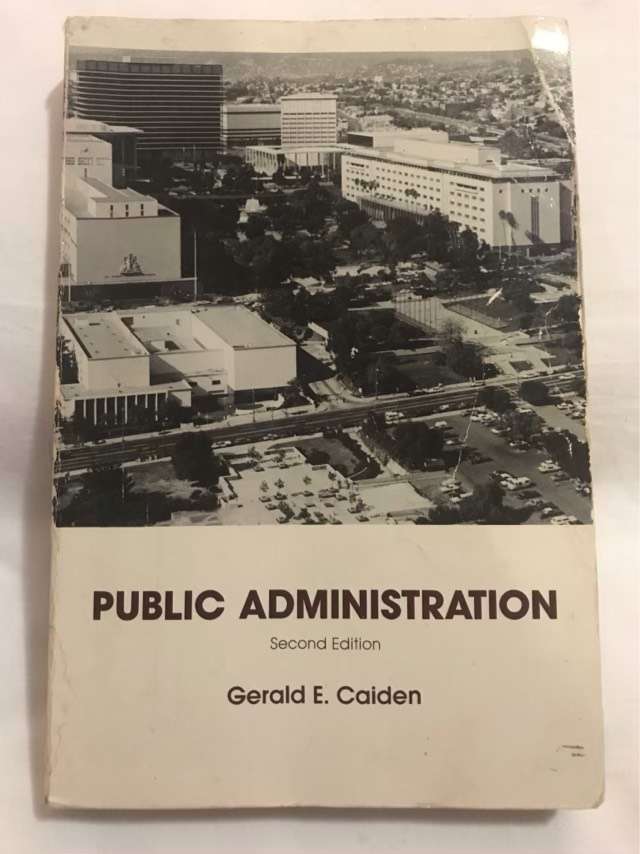 PUBLIC ADMINISTRATION
Second Edition
Gerald E. Caiden